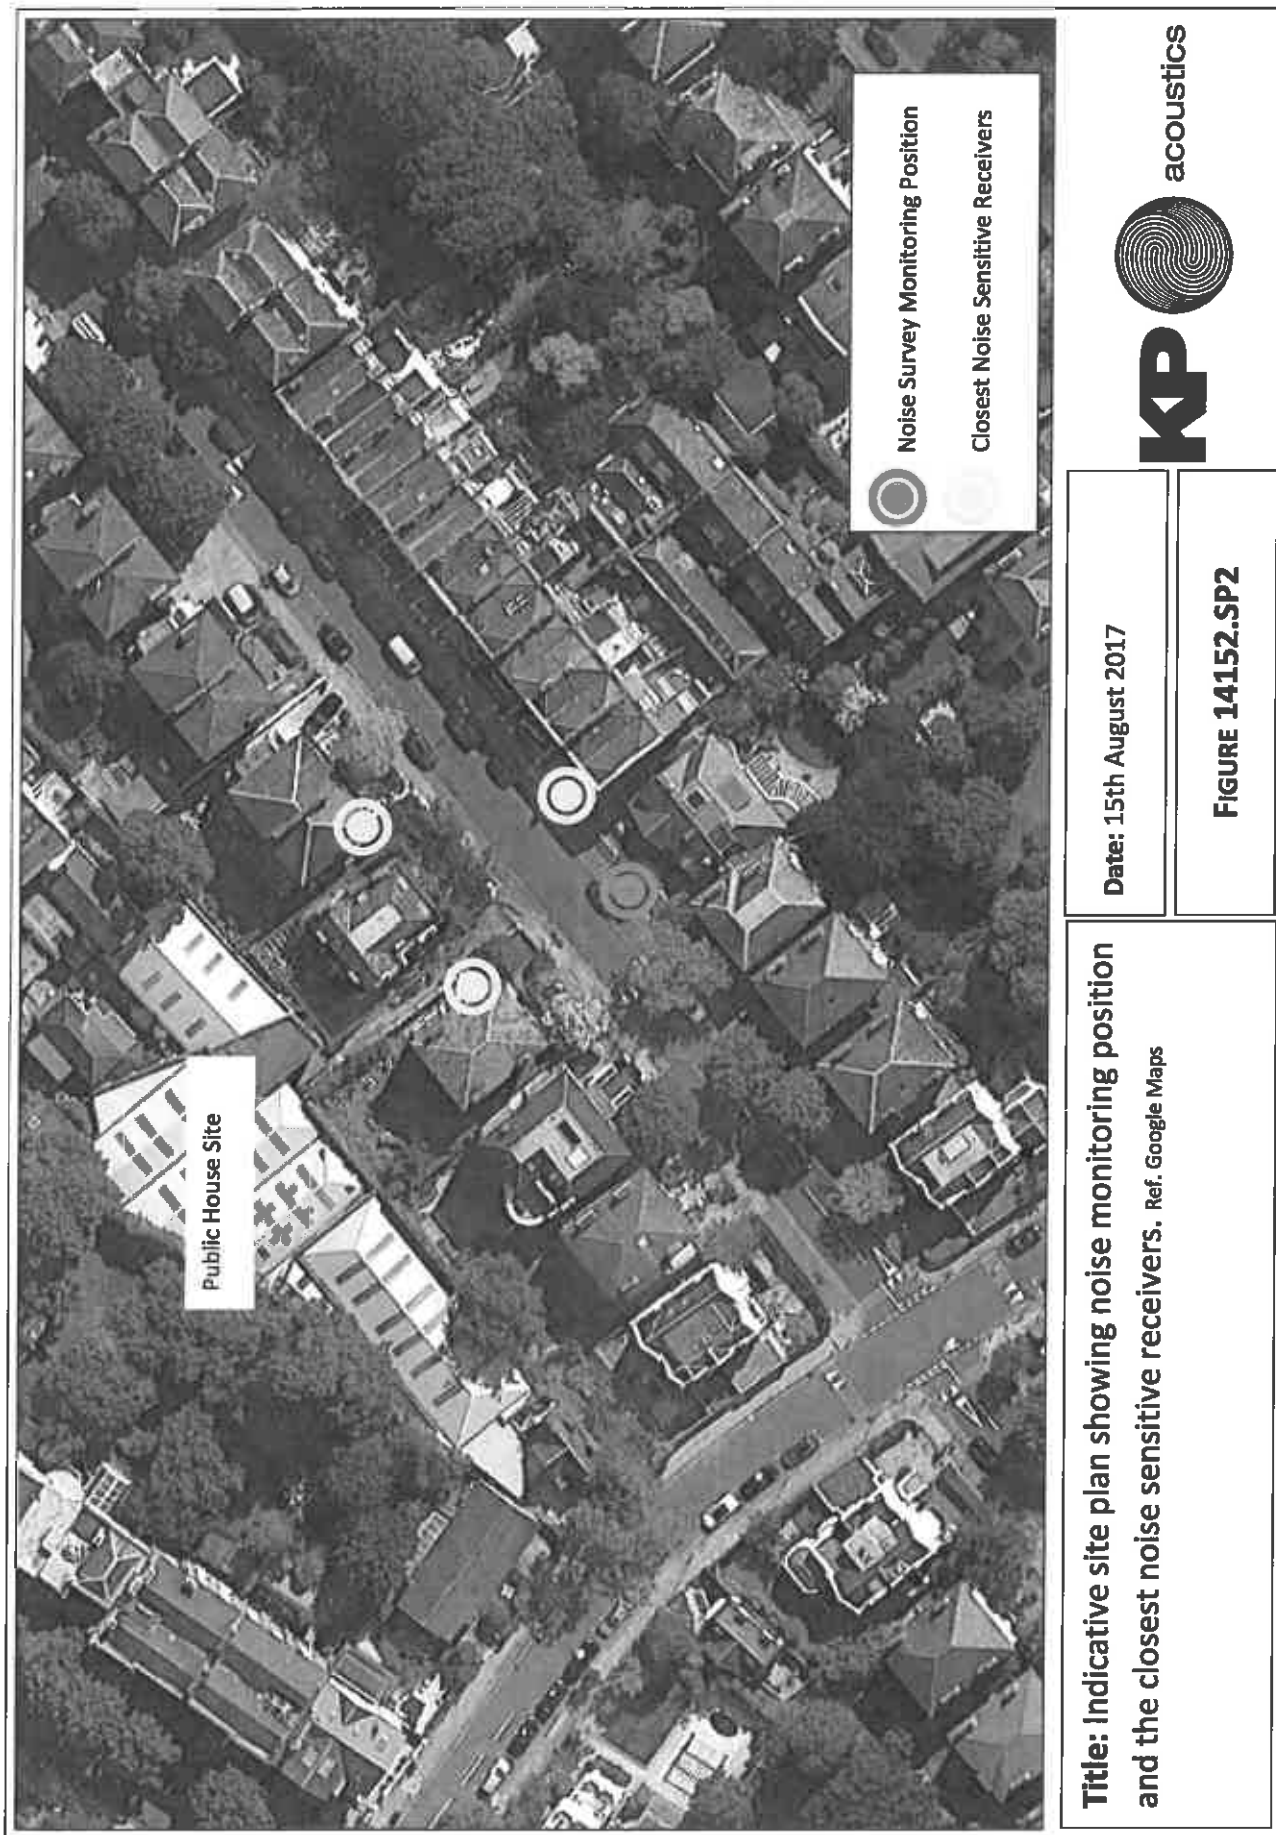 Public House Site
Noise Survey Monitoring Position
Closest Noise Sensitive Receivers
Title: Indicative site plan showing noise monitoring position
and the closest noise sensitive receivers. Ref. Google Maps
Date: 15th August 2017
FIGURE 14152.SP2
KP acoustics